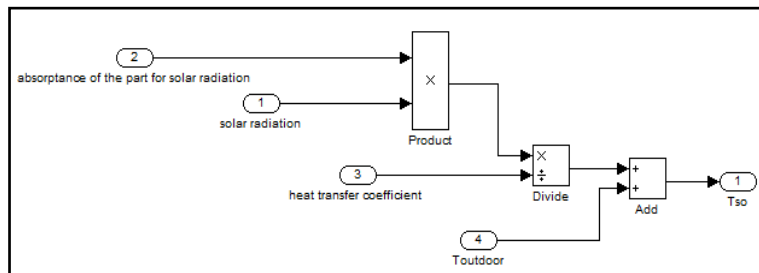 2
absorptance of the part for solar radiation
1
solar radiation
×
Product
3
heat transfer coefficient
×
÷
Divide
+
+
Add
1
Tso
4
Toutdoor